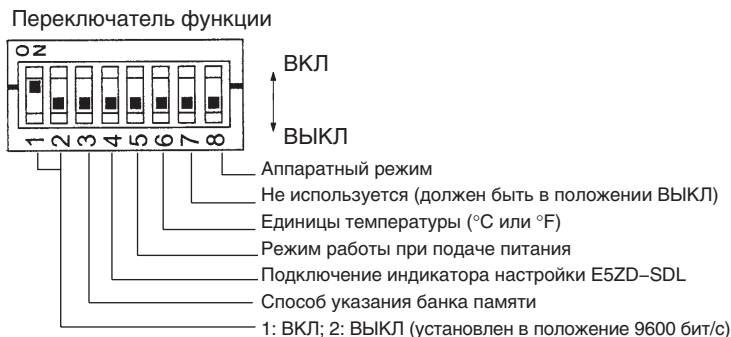 Переключатель функции
ON
ВКЛ
ВЫКЛ
1 2 3 4 5 6 7 8
Аппаратный режим
Не используется (должен быть в положении ВЫКЛ)
Единицы температуры (°C или °F)
Режим работы при подаче питания
Подключение индикатора настройки E5ZD–SDL
Способ указания банка памяти
1: ВКЛ; 2: ВЫКЛ (установлен в положение 9600 бит/с)